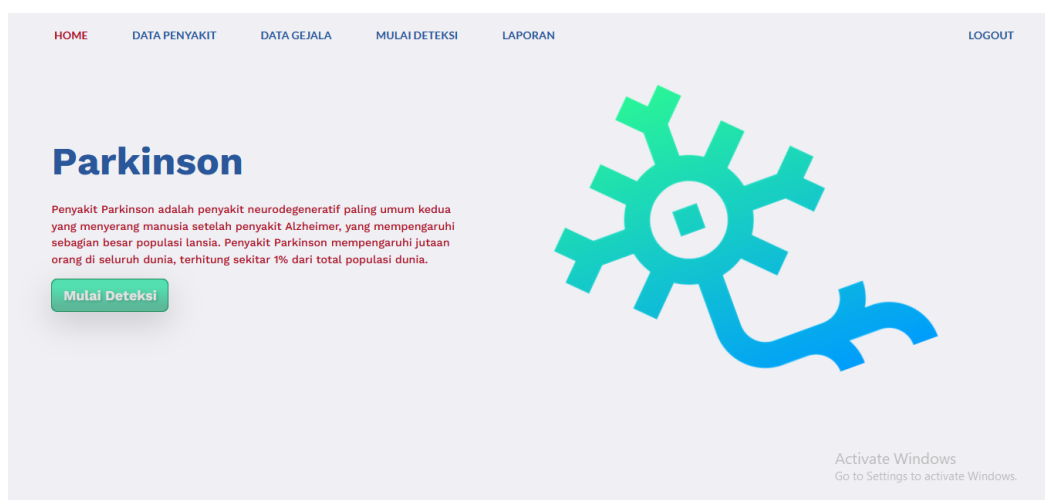 HOME DATA PENYAKIT DATA GEJALA MULAI DETEKSI LAPORAN LOGOUT
Parkinson
Penyakit Parkinson adalah penyakit neurodegeneratif paling umum kedua
yang menyerang manusia setelah penyakit Alzheimer, yang mempengaruhi
sebagian besar populasi lansia. Penyakit Parkinson mempengaruhi jutaan
orang di seluruh dunia, terhitung sekitar 1% dari total populasi dunia.
Mulai Deteksi
Activate Windows
Go to Settings to activate Windows.